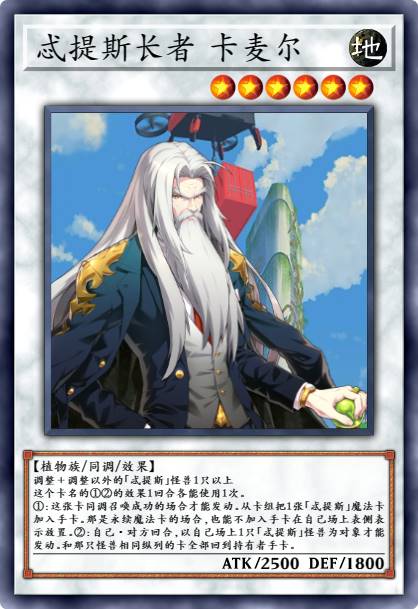 忒提斯长者 卡麦尔
地
【植物族/同调/效果】
调整＋调整以外的「忒提斯」怪兽1只以上
这个卡名的①②的效果1回合各能使用1次。
①：这张卡同调召唤成功的场合才能发动。从卡组把1张「忒提斯」魔法卡
加入手卡。那是永续魔法卡的场合，也能不加入手卡在自己场上表侧表
示放置。②：自己·对方回合，以自己场上1只「忒提斯」怪兽为对象才能
发动。和那只怪兽相同纵列的卡全部回到持有者手卡。
ATK/2500 DEF/1800